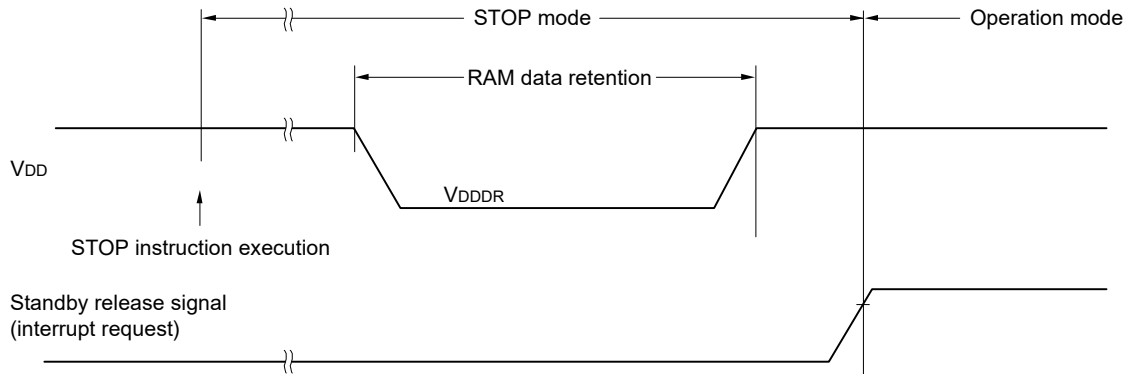 STOP mode
Operation mode
RAM data retention
VDD
VDDDR
STOP instruction execution
Standby release signal
(interrupt request)